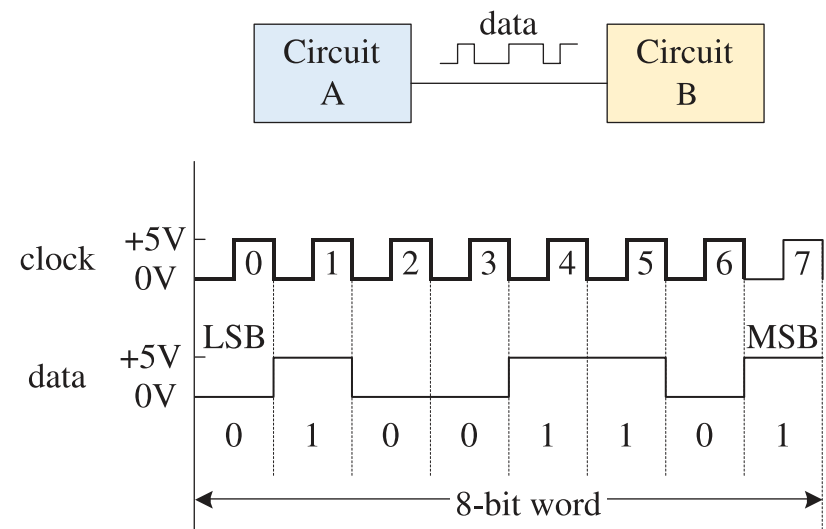 data
Circuit A
Circuit B
clock
+5V
0V
0 1 2 3 4 5 6 7
LSB
MSB
data
+5V
0V
0 1 0 0 1 1 0 1
8-bit word